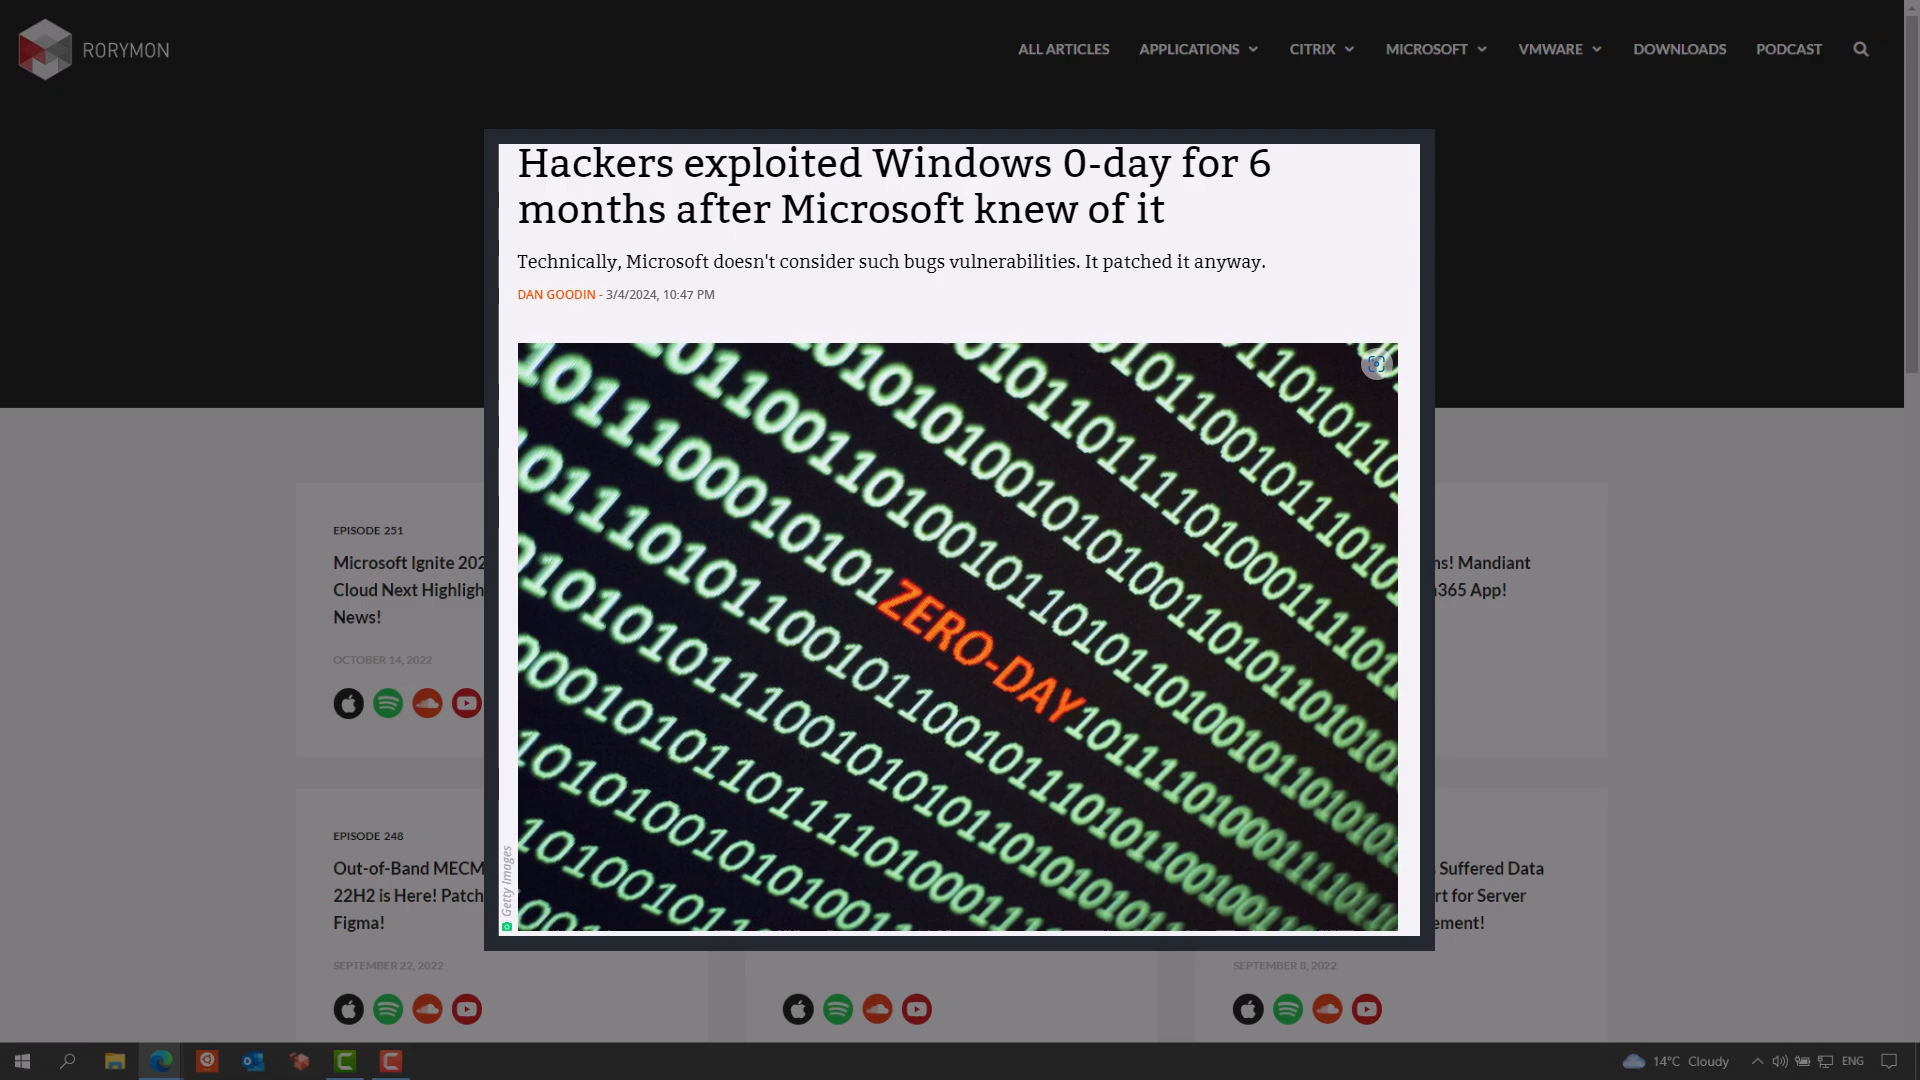 RORYMON
ALL ARTICLES APPLICATIONS CITRIX MICROSOFT VMWARE DOWNLOADS PODCAST
Hackers exploited Windows 0-day for 6
months after Microsoft knew of it
Technically, Microsoft doesn't consider such bugs vulnerabilities. It patched it anyway.
DAN GOODIN - 3/4/2024, 10:47 PM
ZERO-DAY
Getty Images
EPISODE 251
Microsoft Ignite 202
Cloud Next Highligh
News!
OCTOBER 14, 2022
Mandiant
365 App!
EPISODE 248
Out-of-Band MECM
22H2 is Here! Patch
Figma!
SEPTEMBER 22, 2022
Suffered Data
rt for Server
ement!
SEPTEMBER 8, 2022
14°C Cloudy
ENG